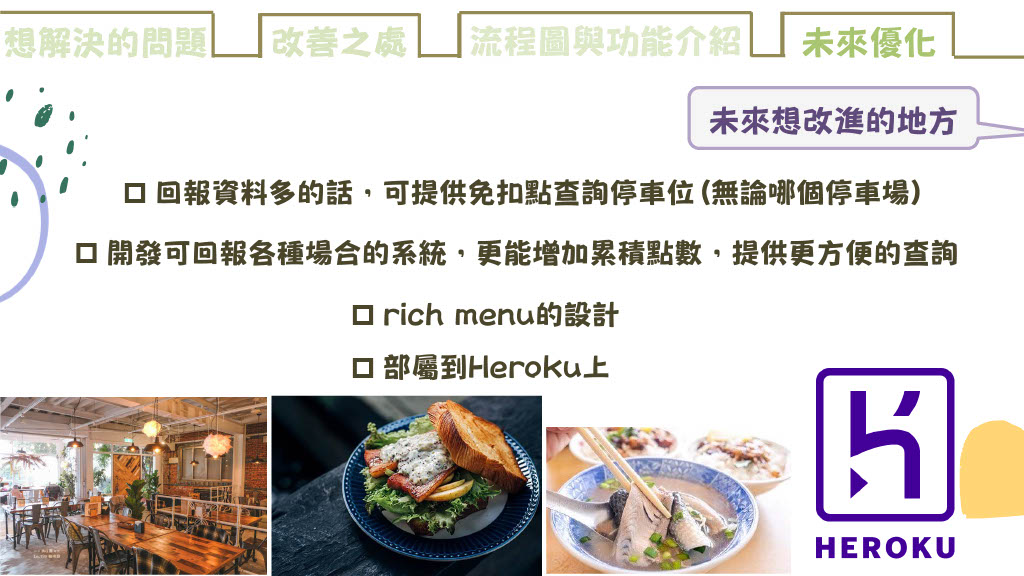 想解決的問題
改善之處
流程圖與功能介紹
未來優化
未來想改進的地方
回報資料多的話，可提供免扣點查詢停車位(無論哪個停車場)
開發可回報各種場合的系統，更能增加累積點數，提供更方便的查詢
rich menu的設計
部屬到Heroku上
HEROKU